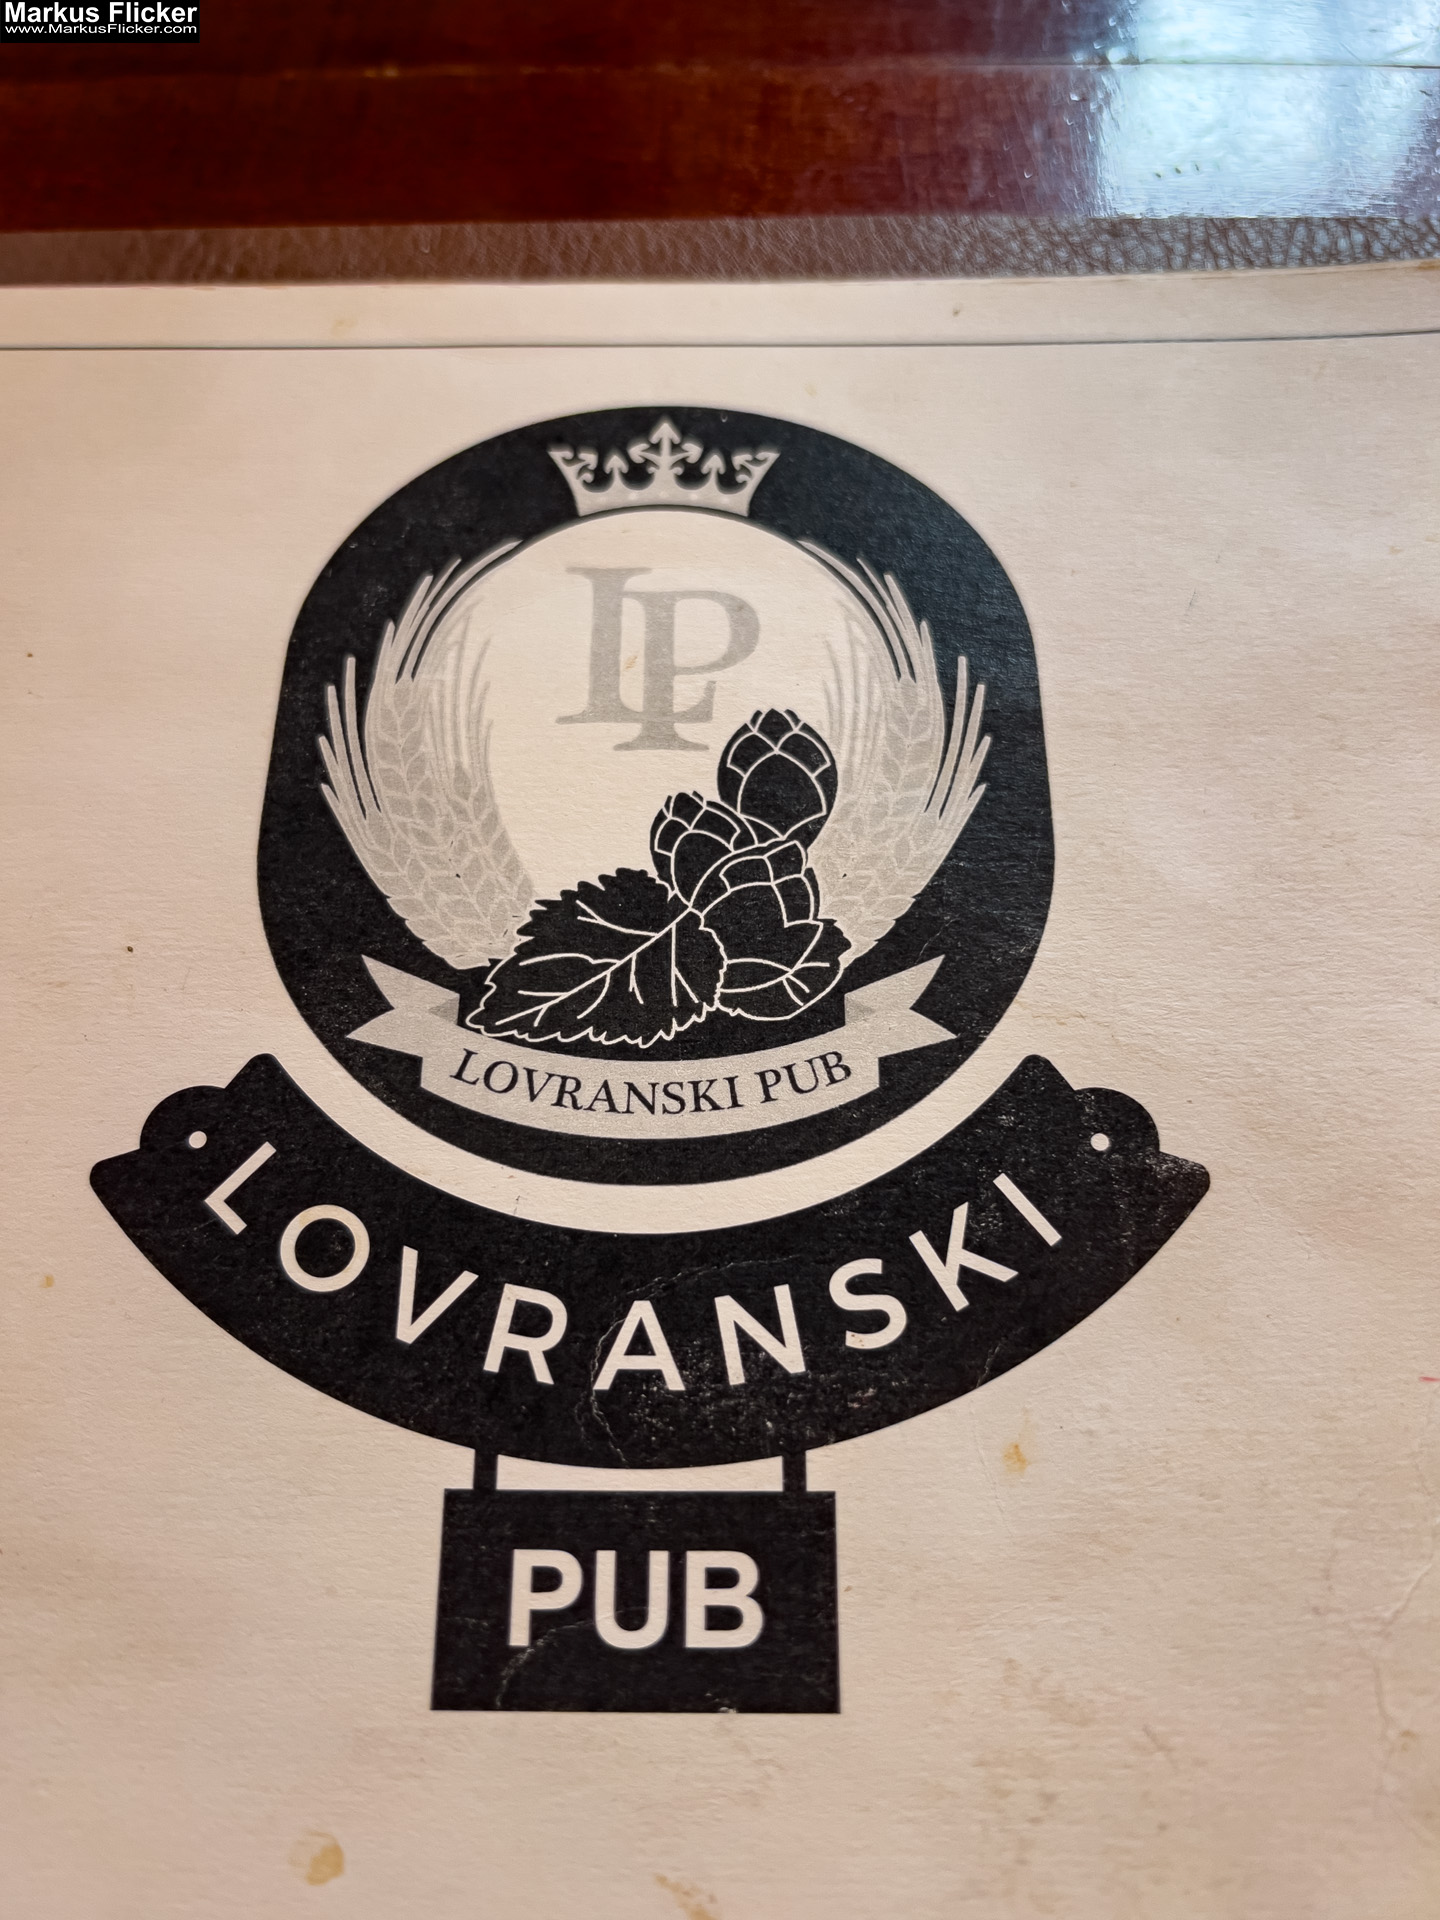 Markus Flicker
www.MarkusFlicker.com
LP
LOVRANSKI PUB
LOVRANSKI
PUB